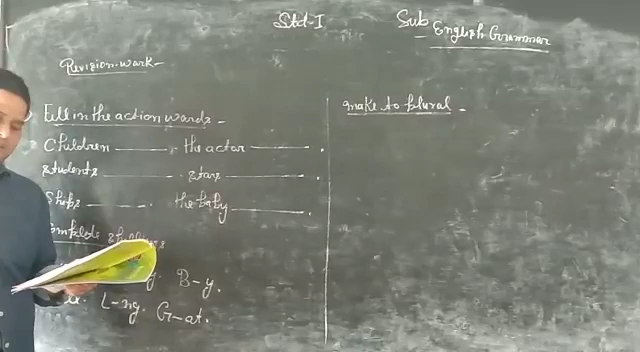 Std-I
Sub
English Grammar
Revision-work-
Fill in the action words -
Children ______. the actor ______.
students ______. stars ______.
Ships ______. the baby ______.
B-y.
L-ng. G-at.
make to plural -